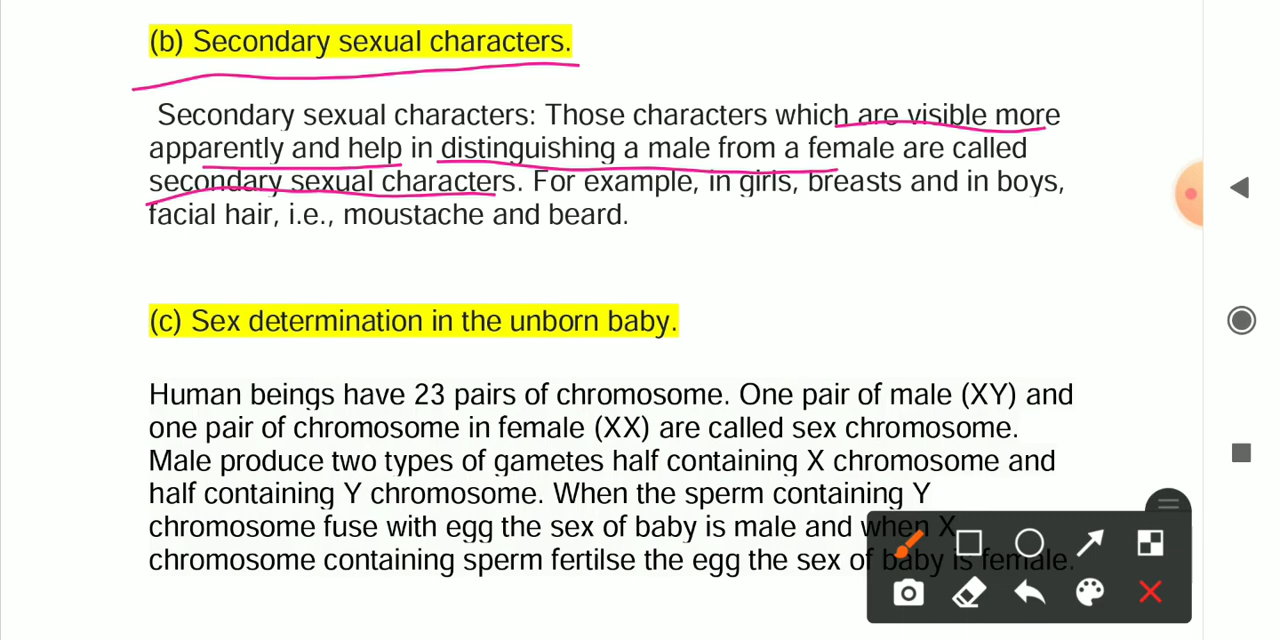 (b) Secondary sexual characters.
Secondary sexual characters: Those characters which are visible more
apparently and help in distinguishing a male from a female are called
secondary sexual characters. For example, in girls, breasts and in boys,
facial hair, i.e., moustache and beard.
(c) Sex determination in the unborn baby.
Human beings have 23 pairs of chromosome. One pair of male (XY) and
one pair of chromosome in female (XX) are called sex chromosome.
Male produce two types of gametes half containing X chromosome and
half containing Y chromosome. When the sperm containing Y
chromosome fuse with egg the sex of baby is male and when X
chromosome containing sperm fertilse the egg the sex of baby is female.